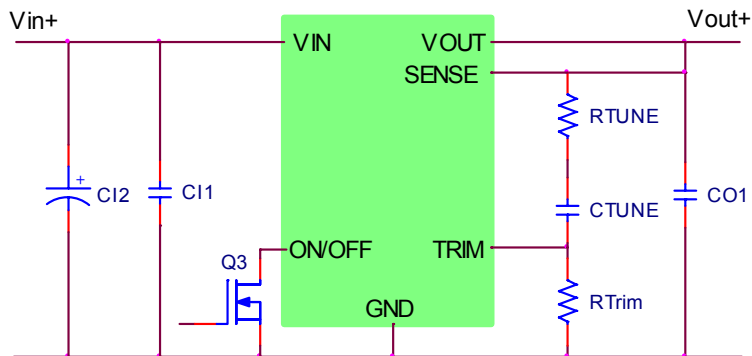 Vin+
Vout+
VIN
VOUT
SENSE
RTUNE
+
CI2
CI1
CTUNE
CO1
ON/OFF
TRIM
Q3
RTrim
GND